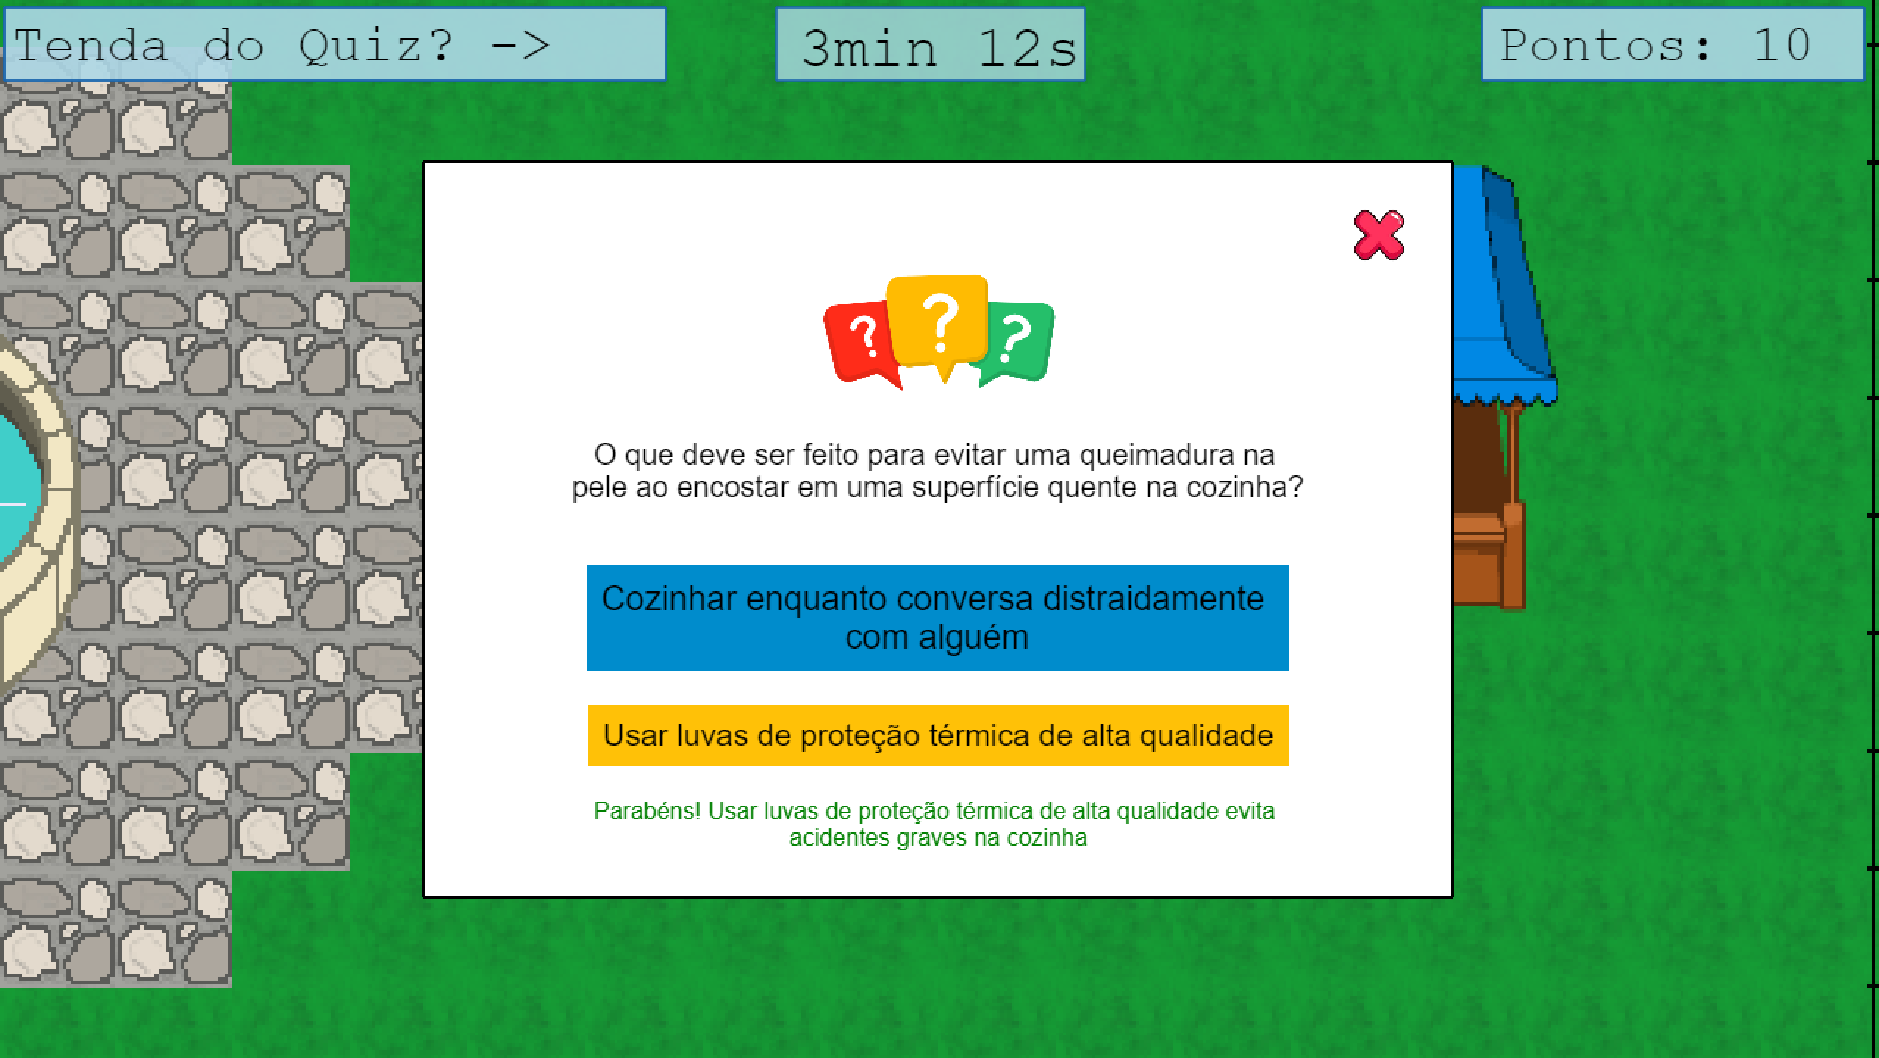 Tenda do Quiz? ->
3min 12s
Pontos: 10
? ? ?
O que deve ser feito para evitar uma queimadura na
pele ao encostar em uma superfície quente na cozinha?
Cozinhar enquanto conversa distraidamente
com alguém
Usar luvas de proteção térmica de alta qualidade
Parabéns! Usar luvas de proteção térmica de alta qualidade evita
acidentes graves na cozinha